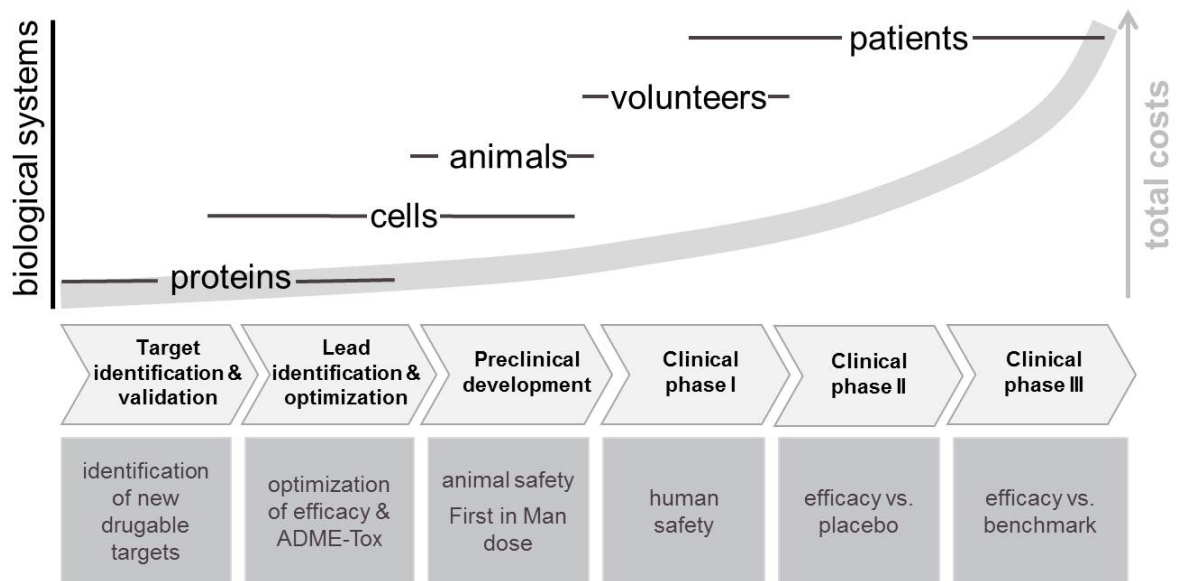 biological systems
patients
volunteers
animals
cells
proteins
total costs
Target
identification &
validation
Lead
identification &
optimization
Preclinical
development
Clinical
phase I
Clinical
phase II
Clinical
phase III
identification
of new
drugable
targets
optimization
of efficacy &
ADME-Tox
animal safety
First in Man
dose
human
safety
efficacy vs.
placebo
efficacy vs.
benchmark